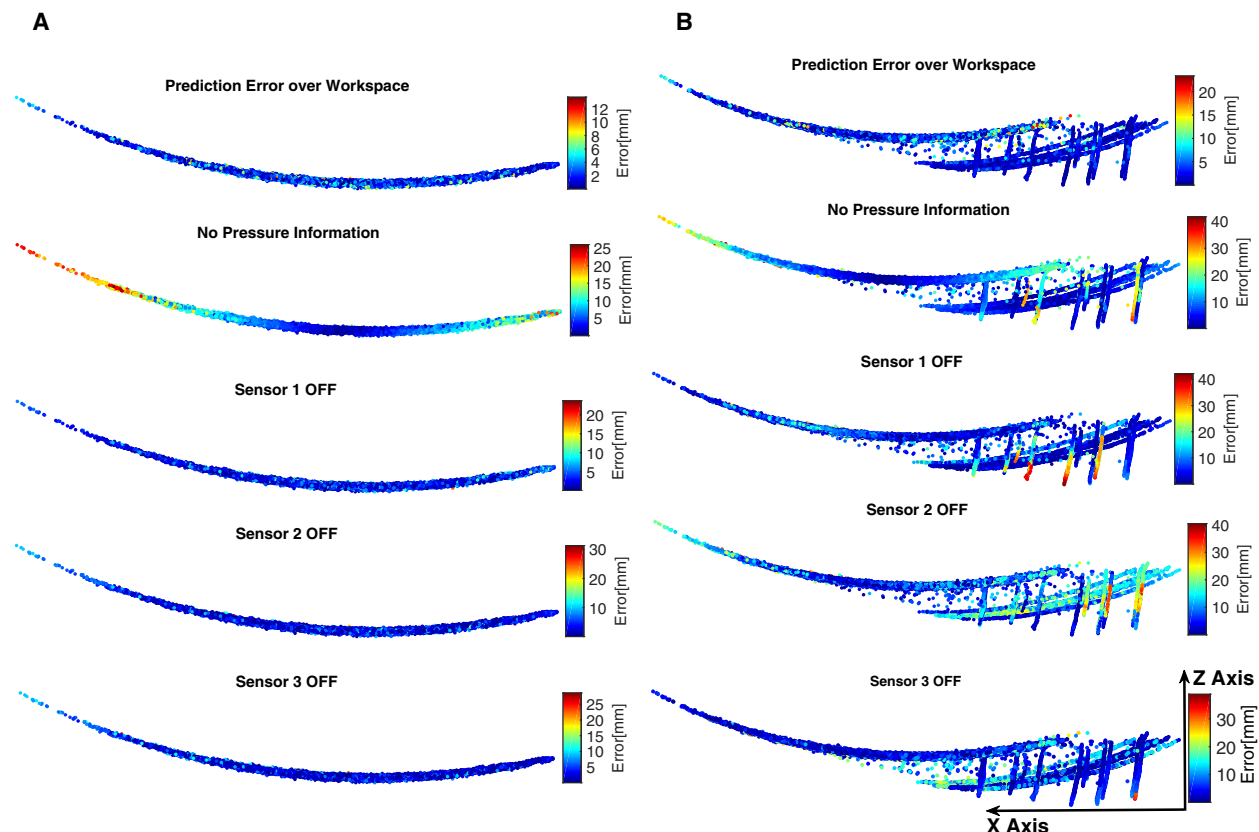 A
Prediction Error over Workspace
12
10
8
6
4
2
Error[mm]
No Pressure Information
25
20
15
10
5
Error[mm]
Sensor 1 OFF
20
15
10
5
Error[mm]
Sensor 2 OFF
30
20
10
Error[mm]
Sensor 3 OFF
25
20
15
10
5
Error[mm]
B
Prediction Error over Workspace
20
15
10
5
Error[mm]
No Pressure Information
40
30
20
10
Error[mm]
Sensor 1 OFF
40
30
20
10
Error[mm]
Sensor 2 OFF
40
30
20
10
Error[mm]
Sensor 3 OFF
Z Axis
30
20
10
Error[mm]
X Axis